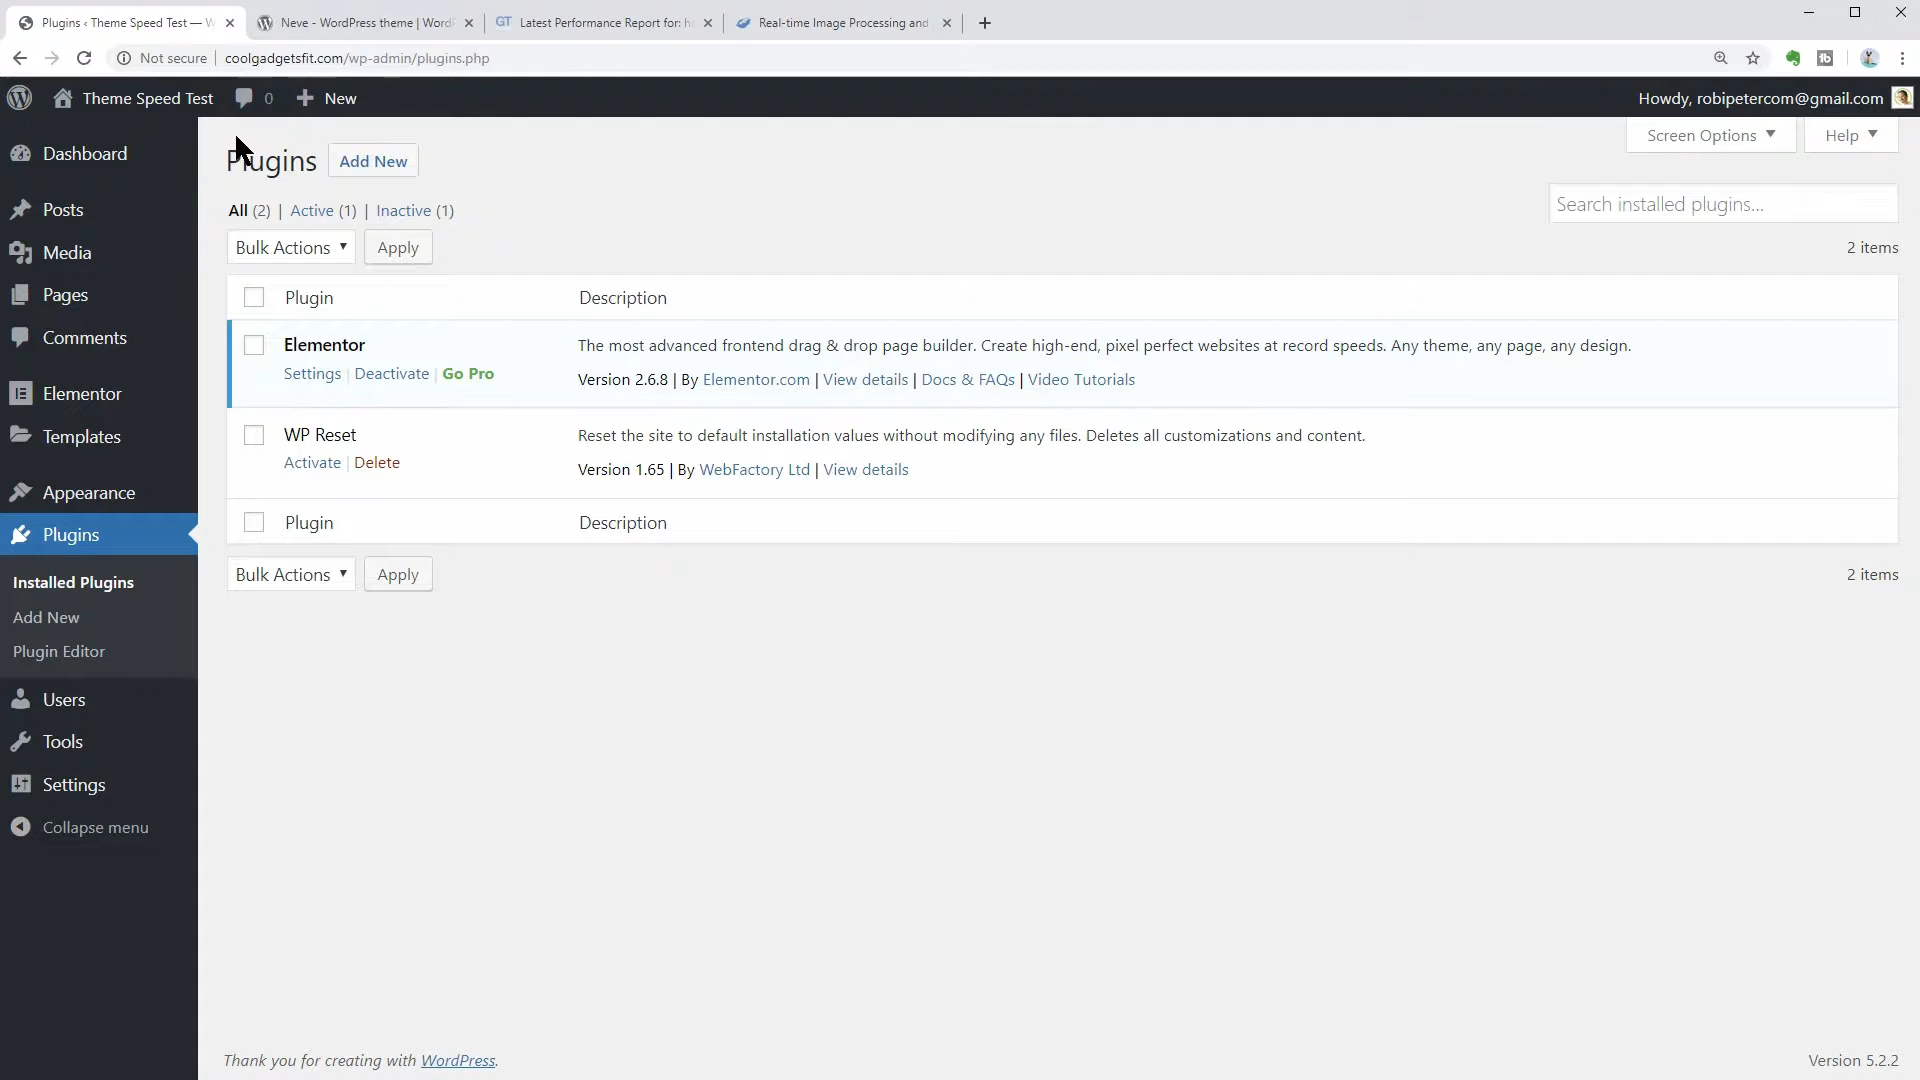 Plugins ‹ Theme Speed Test — W
Neve - WordPress theme | Word
GT Latest Performance Report for: h
Real-time Image Processing and
Not secure | coolgadgetsfit.com/wp-admin/plugins.php
Theme Speed Test 0 New
Howdy, robipetercom@gmail.com
Screen Options
Help
Dashboard
Posts
Media
Pages
Comments
Elementor
Templates
Appearance
Plugins
Installed Plugins
Add New
Plugin Editor
Users
Tools
Settings
Collapse menu
Plugins Add New
All (2) | Active (1) | Inactive (1)
Search installed plugins...
Bulk Actions Apply
2 items
Plugin Description
Elementor
Settings | Deactivate | Go Pro
The most advanced frontend drag & drop page builder. Create high-end, pixel perfect websites at record speeds. Any theme, any page, any design.
Version 2.6.8 | By Elementor.com | View details | Docs & FAQs | Video Tutorials
WP Reset
Activate | Delete
Reset the site to default installation values without modifying any files. Deletes all customizations and content.
Version 1.65 | By WebFactory Ltd | View details
Plugin Description
Bulk Actions Apply
2 items
Thank you for creating with WordPress.
Version 5.2.2